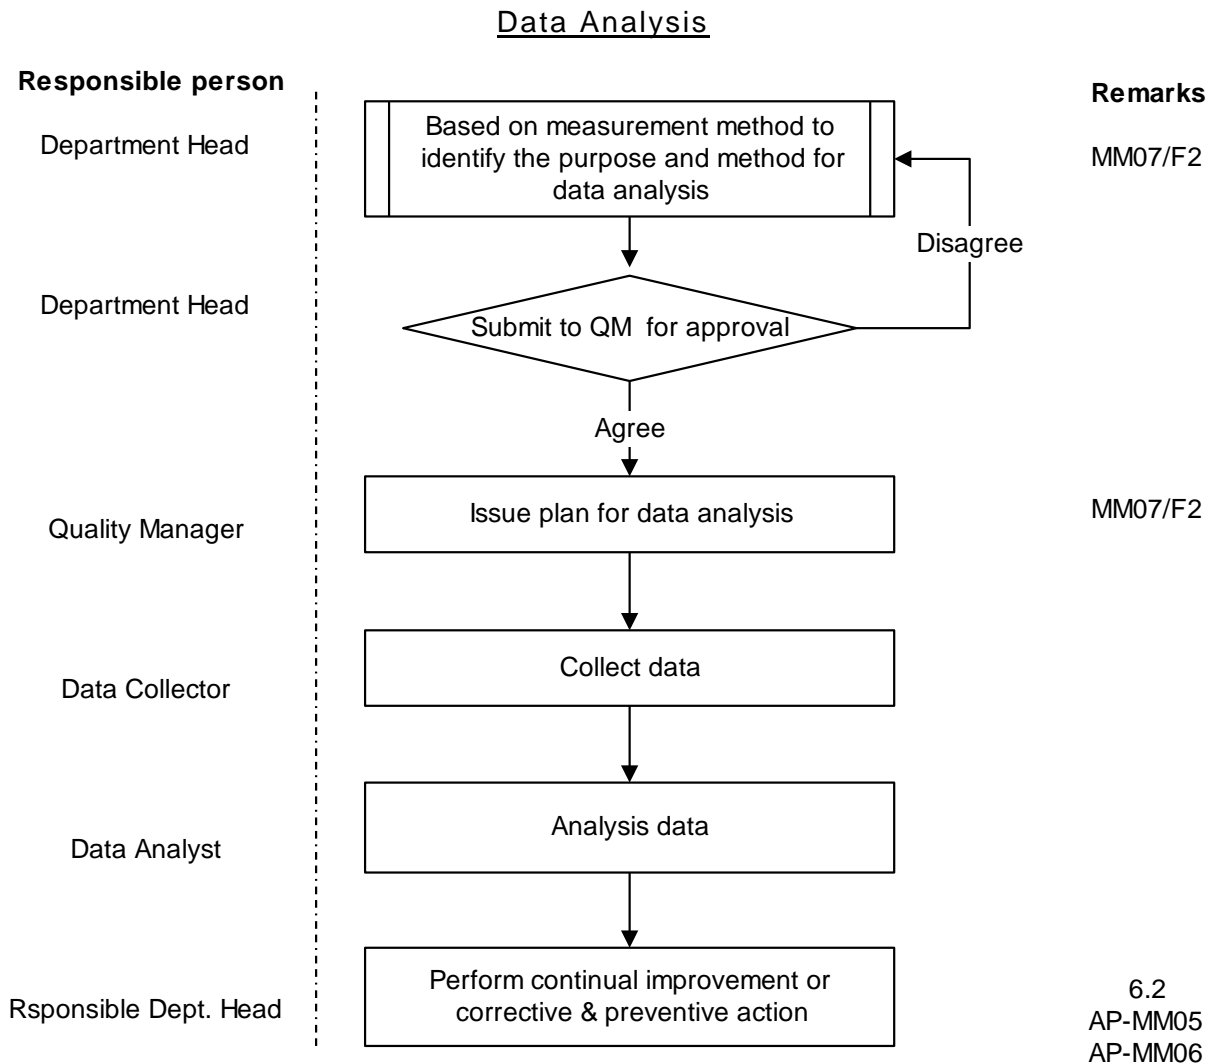 Data Analysis
Responsible person
Remarks
Department Head
Based on measurement method to
identify the purpose and method for
data analysis
MM07/F2
Disagree
Department Head
Submit to QM  for approval
Agree
Quality Manager
Issue plan for data analysis
MM07/F2
Data Collector
Collect data
Data Analyst
Analysis data
Rsponsible Dept. Head
Perform continual improvement or
corrective & preventive action
6.2
AP-MM05
AP-MM06